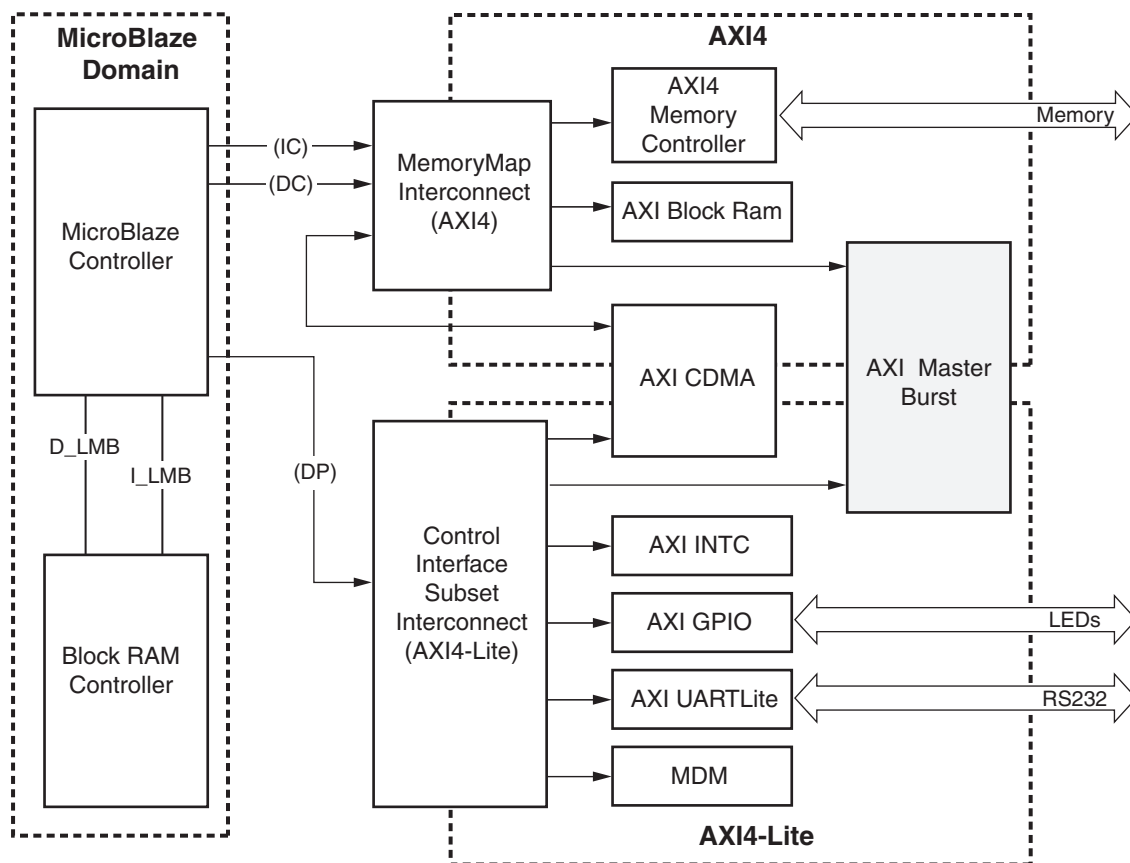 MicroBlaze
Domain
MicroBlaze
Controller
D_LMB
I_LMB
Block RAM
Controller
(IC)
(DC)
(DP)
AXI4
MemoryMap
Interconnect
(AXI4)
AXI4
Memory
Controller
Memory
AXI Block Ram
AXI CDMA
AXI Master
Burst
Control
Interface
Subset
Interconnect
(AXI4-Lite)
AXI INTC
AXI GPIO
LEDs
AXI UARTLite
RS232
MDM
AXI4-Lite